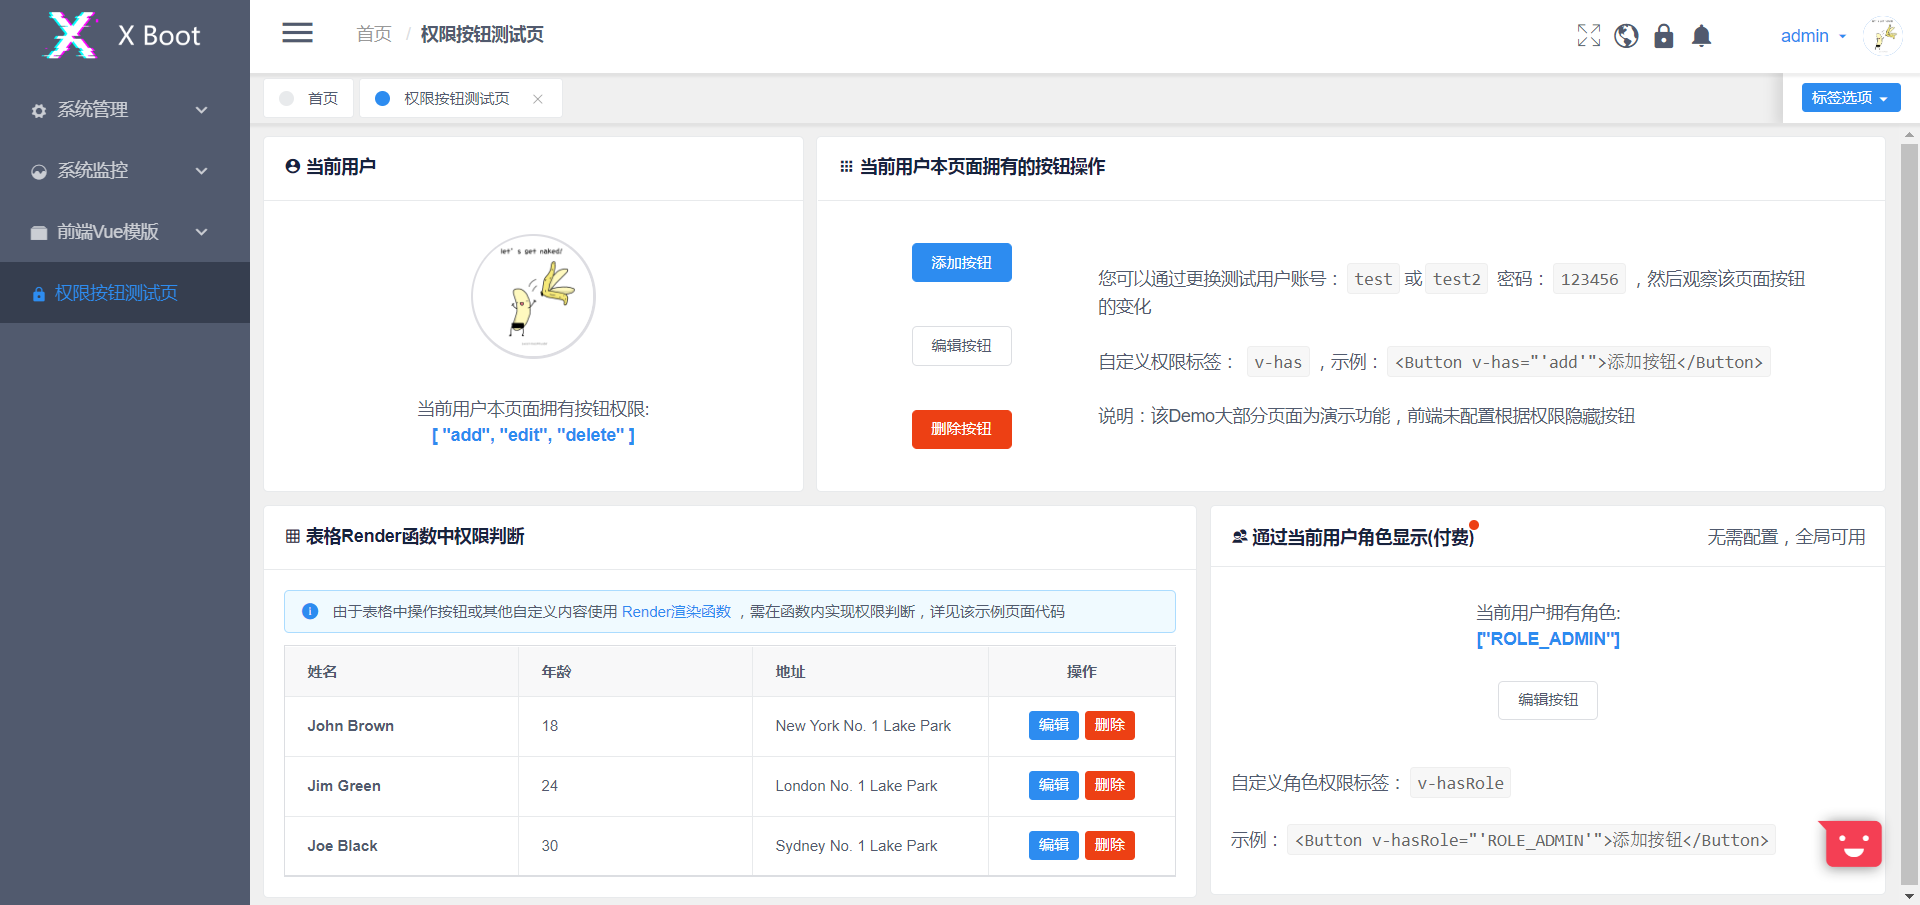 X Boot
首页 / 权限按钮测试页
admin
系统管理
系统监控
前端Vue模版
权限按钮测试页
首页
权限按钮测试页
标签选项
当前用户
let's get naked!
当前用户本页面拥有按钮权限:
[ "add", "edit", "delete" ]
当前用户本页面拥有的按钮操作
添加按钮
编辑按钮
删除按钮
您可以通过更换测试用户账号： test 或 test2 密码： 123456 ，然后观察该页面按钮
的变化
自定义权限标签： v-has ，示例： <Button v-has="'add'">添加按钮</Button>
说明：该Demo大部分页面为演示功能，前端未配置根据权限隐藏按钮
表格Render函数中权限判断
由于表格中操作按钮或其他自定义内容使用 Render渲染函数 ，需在函数内实现权限判断，详见该示例页面代码
姓名 年龄 地址 操作
John Brown 18 New York No. 1 Lake Park 编辑 删除
Jim Green 24 London No. 1 Lake Park 编辑 删除
Joe Black 30 Sydney No. 1 Lake Park 编辑 删除
通过当前用户角色显示(付费) 无需配置，全局可用
当前用户拥有角色:
["ROLE_ADMIN"]
编辑按钮
自定义角色权限标签： v-hasRole
示例： <Button v-hasRole="'ROLE_ADMIN'">添加按钮</Button>